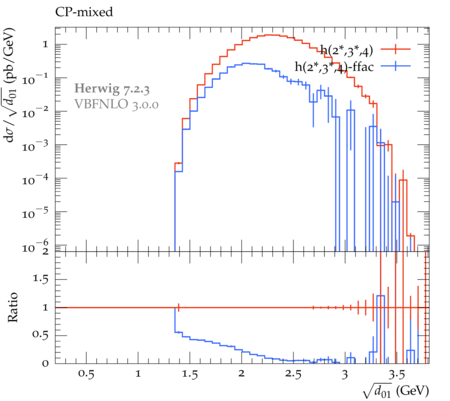 CP-mixed
dσ/√d₀₁ (pb/GeV)
h(2*,3*,4)
h(2*,3*,4)-ffac
Herwig 7.2.3
VBFNLO 3.0.0
1
10⁻¹
10⁻²
10⁻³
10⁻⁴
10⁻⁵
10⁻⁶
Ratio
2
1.5
1
0.5
0
0.5 1 1.5 2 2.5 3 3.5
√d₀₁ (GeV)